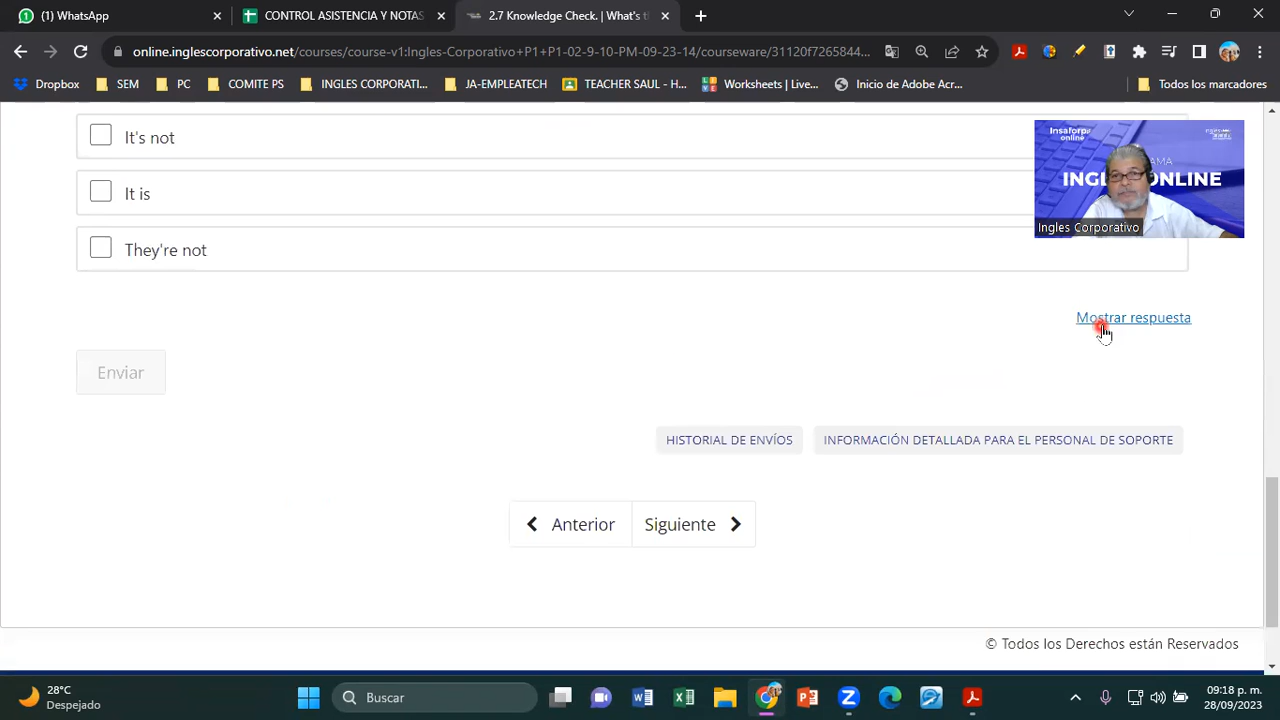 (1) WhatsApp
CONTROL ASISTENCIA Y NOTAS
2.7 Knowledge Check. | What's t
online.inglescorporativo.net/courses/course-v1:Ingles-Corporativo+P1+P1-02-9-10-PM-09-23-14/courseware/31120f7265844...
Dropbox
SEM
PC
COMITE PS
INGLES CORPORATI...
JA-EMPLEATECH
TEACHER SAUL - H...
Worksheets | Live...
Inicio de Adobe Acr...
Todos los marcadores
It's not
It is
They're not
Insaforp
online
INGL ONLINE
Ingles Corporativo
Mostrar respuesta
Enviar
HISTORIAL DE ENVÍOS
INFORMACIÓN DETALLADA PARA EL PERSONAL DE SOPORTE
Anterior
Siguiente
© Todos los Derechos están Reservados
28°C
Despejado
Buscar
09:18 p. m.
28/09/2023